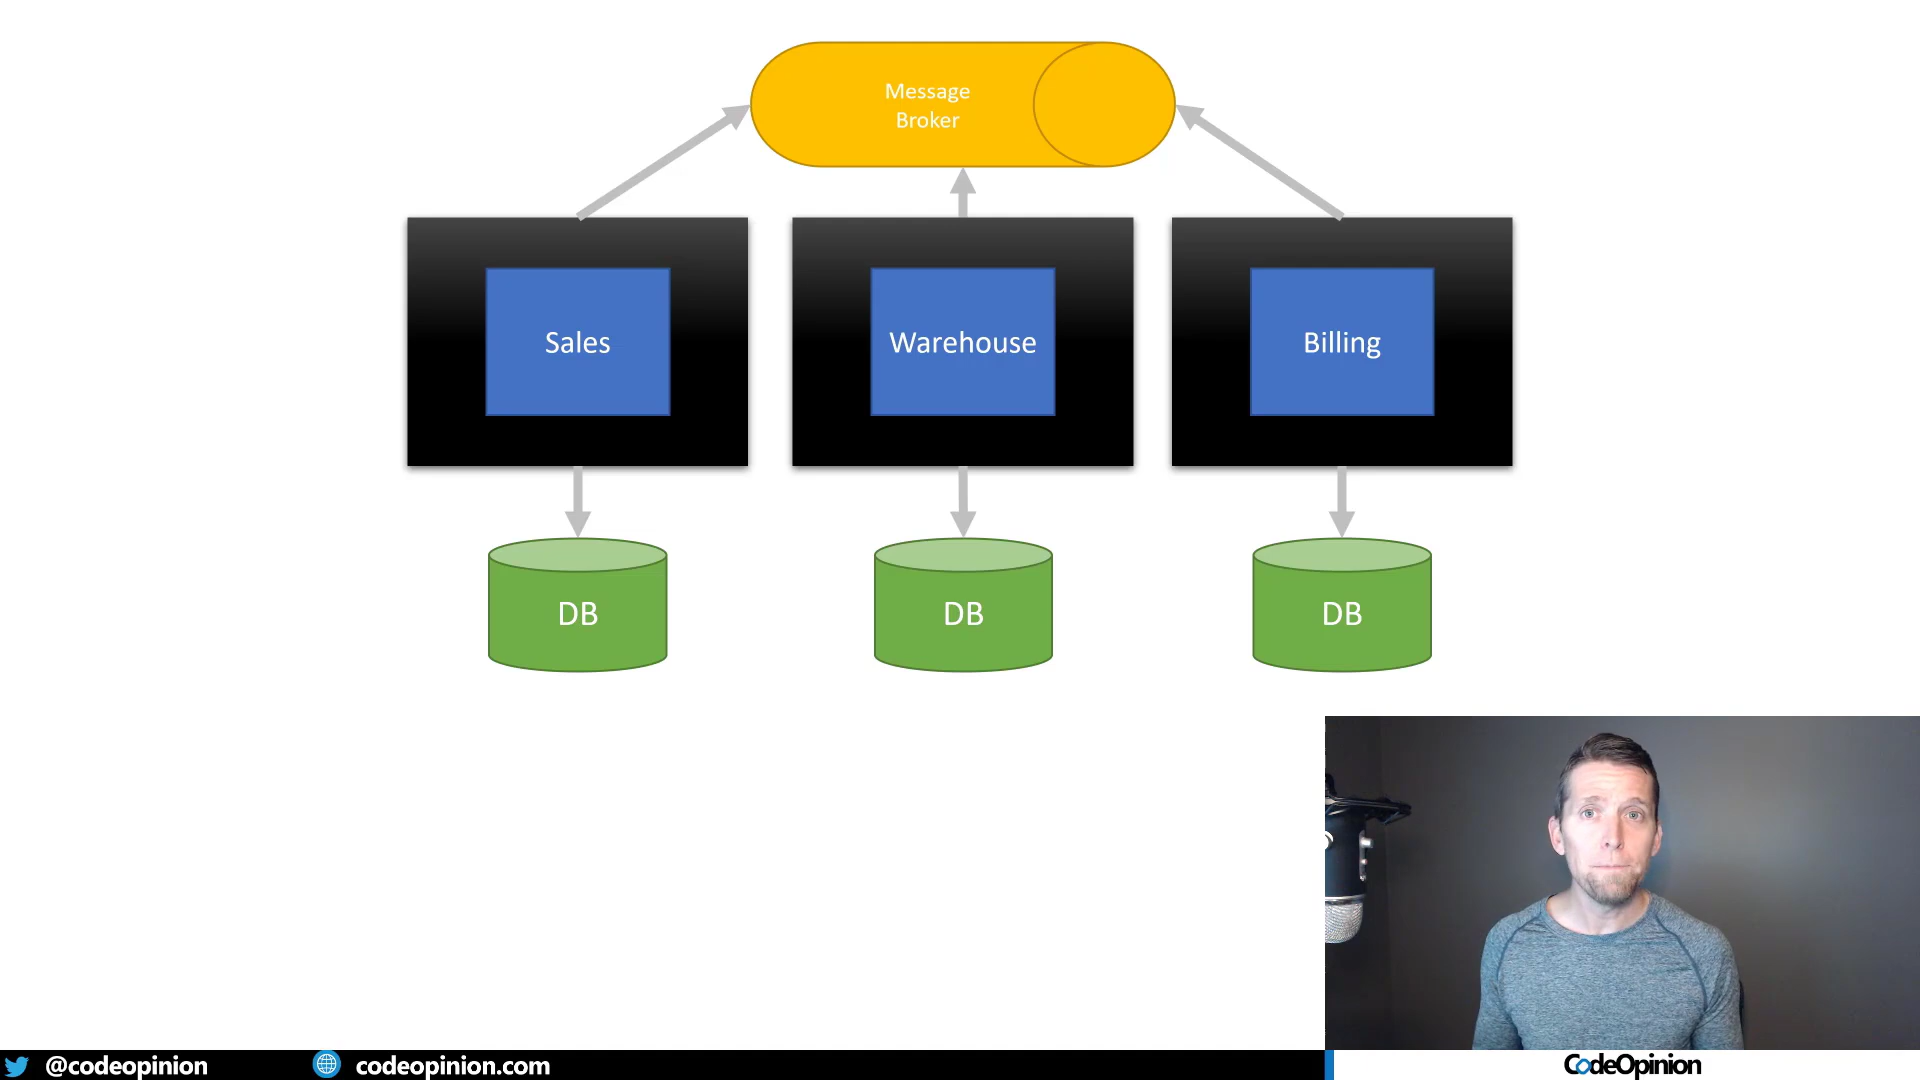 Message
Broker
Sales
Warehouse
Billing
DB
DB
DB
@codeopinion
codeopinion.com
CodeOpinion